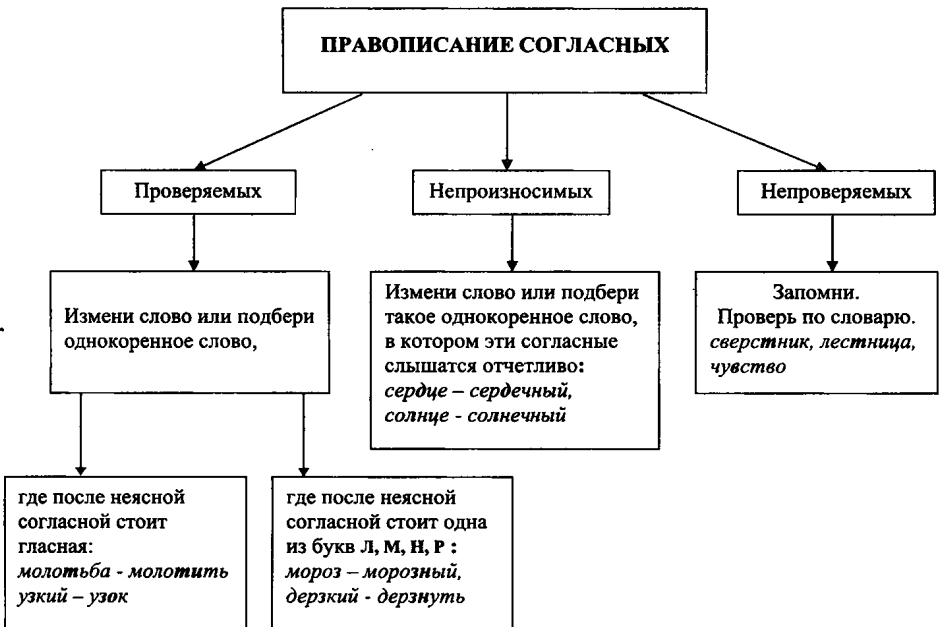 ПРАВОПИСАНИЕ СОГЛАСНЫХ
Проверяемых
Непроизносимых
Непроверяемых
Измени слово или подбери
однокоренное слово,
Измени слово или подбери
такое однокоренное слово,
в котором эти согласные
слышатся отчетливо:
сердце – сердечный,
солнце - солнечный
Запомни.
Проверь по словарю.
сверстник, лестница,
чувство
где после неясной
согласной стоит
гласная:
молотьба - молотить
узкий – узок
где после неясной
согласной стоит одна
из букв Л, М, Н, Р :
мороз – морозный,
дерзкий - дерзнуть